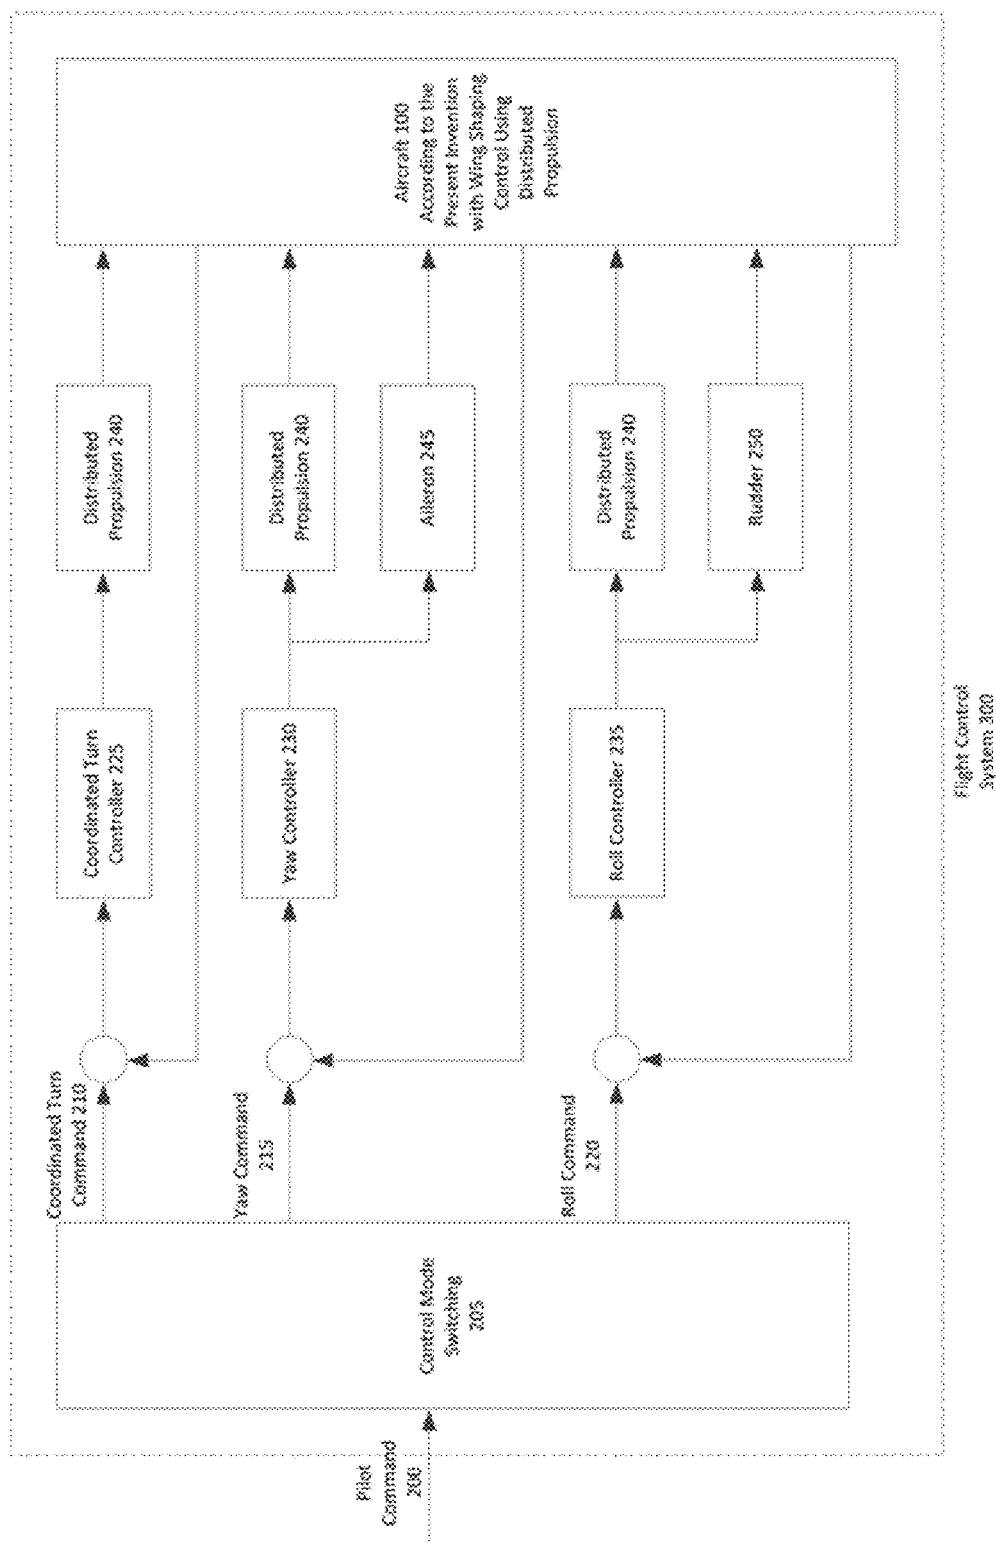 Pilot
Command
200
Control Mode
Switching
205
Coordinated Turn
Command 210
Yaw Command
215
Roll Command
220
Coordinated Turn
Controller 225
Yaw Controller 230
Roll Controller 235
Distributed
Propulsion 240
Distributed
Propulsion 240
Aileron 245
Distributed
Propulsion 240
Rudder 250
Aircraft 100
According to the
Present Invention
with Wing Shaping
Control Using
Distributed
Propulsion
Flight Control
System 300